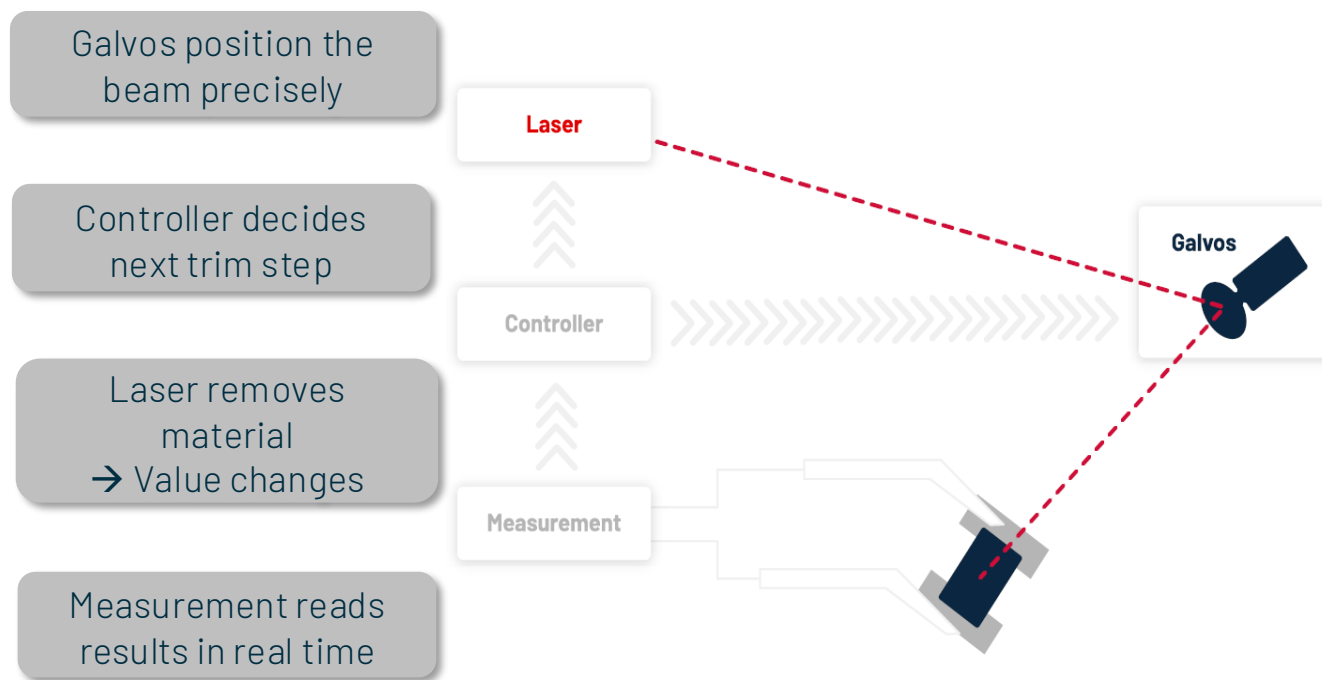 Galvos position the
beam precisely
Controller decides
next trim step
Laser removes
material
→ Value changes
Measurement reads
results in real time
Laser
Galvos
Controller
Measurement